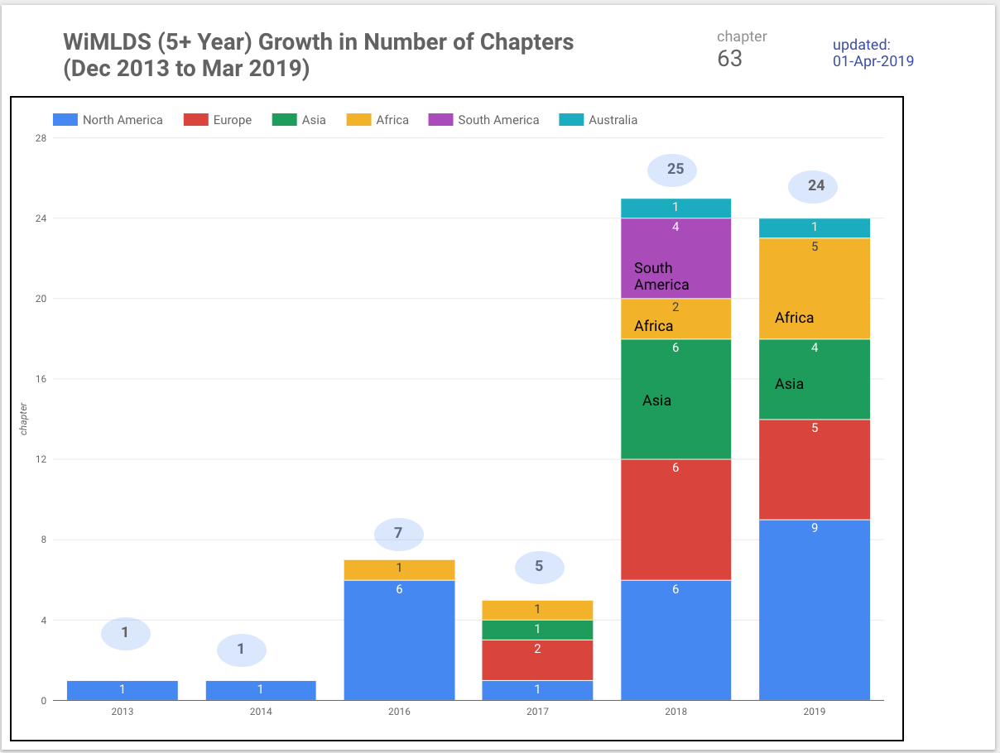 WiMLDS (5+ Year) Growth in Number of Chapters
(Dec 2013 to Mar 2019)
chapter
63
updated:
01-Apr-2019
North America
Europe
Asia
Africa
South America
Australia
28
24
20
16
12
8
4
0
chapter
1
1
1
1
7
1
6
5
1
1
2
1
25
1
4
South
America
2
Africa
6
Asia
6
6
24
1
5
Africa
4
Asia
5
9
2013
2014
2016
2017
2018
2019